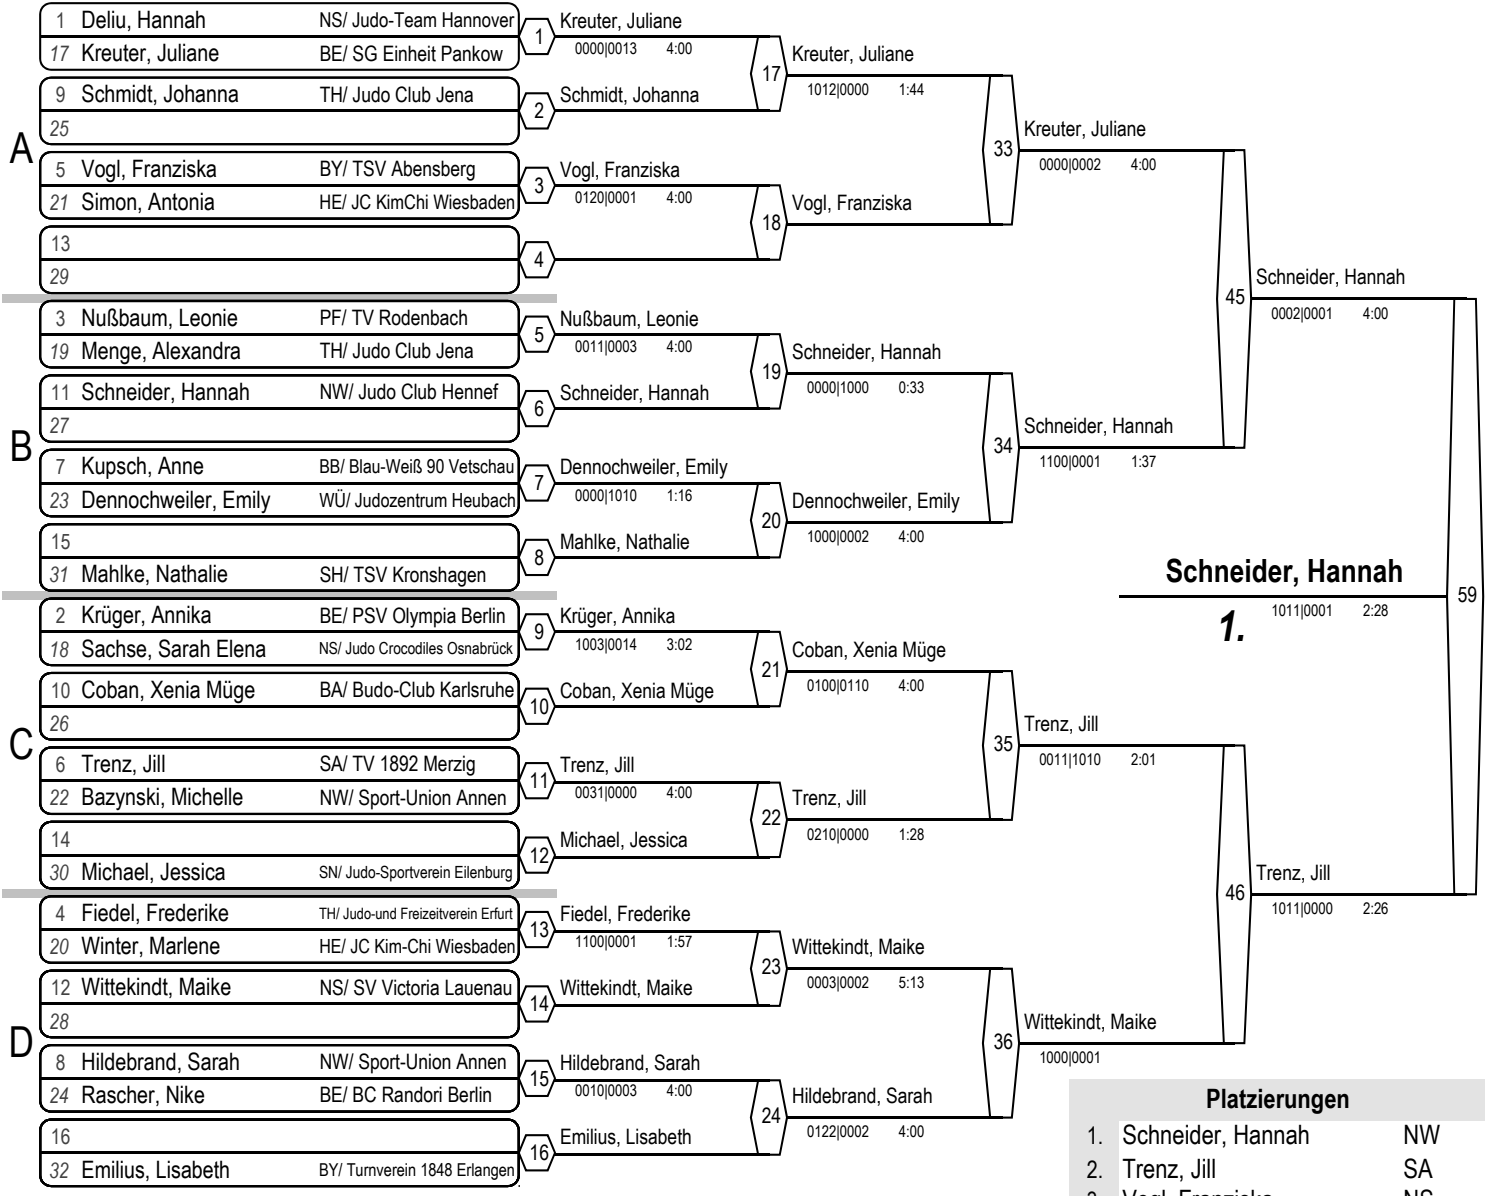 1 Deliu, Hannah NS/ Judo-Team Hannover
17 Kreuter, Juliane BE/ SG Einheit Pankow
9 Schmidt, Johanna TH/ Judo Club Jena
25
A
5 Vogl, Franziska BY/ TSV Abensberg
21 Simon, Antonia HE/ JC KimChi Wiesbaden
13
29
3 Nußbaum, Leonie PF/ TV Rodenbach
19 Menge, Alexandra TH/ Judo Club Jena
11 Schneider, Hannah NW/ Judo Club Hennef
27
B
7 Kupsch, Anne BB/ Blau-Weiß 90 Vetschau
23 Dennochweiler, Emily WÜ/ Judozentrum Heubach
15
31 Mahlke, Nathalie SH/ TSV Kronshagen
2 Krüger, Annika BE/ PSV Olympia Berlin
18 Sachse, Sarah Elena NS/ Judo Crocodiles Osnabrück
10 Coban, Xenia Müge BA/ Budo-Club Karlsruhe
26
C
6 Trenz, Jill SA/ TV 1892 Merzig
22 Bazynski, Michelle NW/ Sport-Union Annen
14
30 Michael, Jessica SN/ Judo-Sportverein Eilenburg
4 Fiedel, Frederike TH/ Judo-und Freizeitverein Erfurt
20 Winter, Marlene HE/ JC Kim-Chi Wiesbaden
12 Wittekindt, Maike NS/ SV Victoria Lauenau
28
D
8 Hildebrand, Sarah NW/ Sport-Union Annen
24 Rascher, Nike BE/ BC Randori Berlin
16
32 Emilius, Lisabeth BY/ Turnverein 1848 Erlangen
1 Kreuter, Juliane
0000|0013 4:00
2 Schmidt, Johanna
3 Vogl, Franziska
0120|0001 4:00
4
5 Nußbaum, Leonie
0011|0003 4:00
6 Schneider, Hannah
7 Dennochweiler, Emily
0000|1010 1:16
8 Mahlke, Nathalie
9 Krüger, Annika
1003|0014 3:02
10 Coban, Xenia Müge
11 Trenz, Jill
0031|0000 4:00
12 Michael, Jessica
13 Fiedel, Frederike
1100|0001 1:57
14 Wittekindt, Maike
15 Hildebrand, Sarah
0010|0003 4:00
16 Emilius, Lisabeth
17 Kreuter, Juliane
1012|0000 1:44
18 Vogl, Franziska
19 Schneider, Hannah
0000|1000 0:33
20 Dennochweiler, Emily
1000|0002 4:00
21 Coban, Xenia Müge
0100|0110 4:00
22 Trenz, Jill
0210|0000 1:28
23 Wittekindt, Maike
0003|0002 5:13
24 Hildebrand, Sarah
0122|0002 4:00
33 Kreuter, Juliane
0000|0002 4:00
34 Schneider, Hannah
1100|0001 1:37
35 Trenz, Jill
0011|1010 2:01
36 Wittekindt, Maike
1000|0001
45 Schneider, Hannah
0002|0001 4:00
46 Trenz, Jill
1011|0000 2:26
59
Schneider, Hannah
1. 1011|0001 2:28
Platzierungen
1. Schneider, Hannah NW
2. Trenz, Jill SA